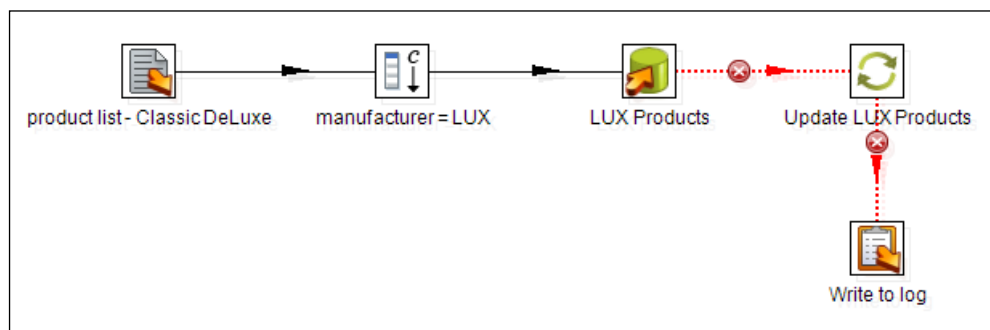 product list - Classic DeLuxe
manufacturer = LUX
C
LUX Products
Update LUX Products
Write to log